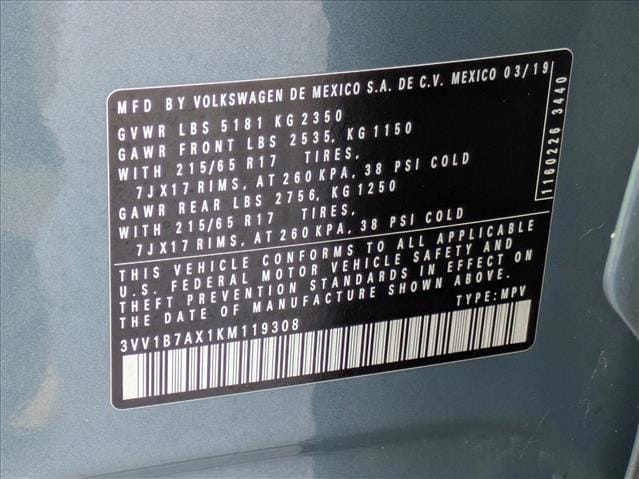 MFD BY VOLKSWAGEN DE MEXICO S.A. DE C.V. MEXICO 03/19
GVWR LBS 5181 KG 2350
GAWR FRONT LBS 2535, KG 1150
WITH 215/65 R17 TIRES,
7JX17 RIMS, AT 260 KPA, 38 PSI COLD
GAWR REAR LBS 2756, KG 1250
WITH 215/65 R17 TIRES,
7JX17 RIMS, AT 260 KPA, 38 PSI COLD
THIS VEHICLE CONFORMS TO ALL APPLICABLE
U.S. FEDERAL MOTOR VEHICLE SAFETY AND
THEFT PREVENTION STANDARDS IN EFFECT ON
THE DATE OF MANUFACTURE SHOWN ABOVE.
3VV1B7AX1KM119308 TYPE: MPV
1160226 3440